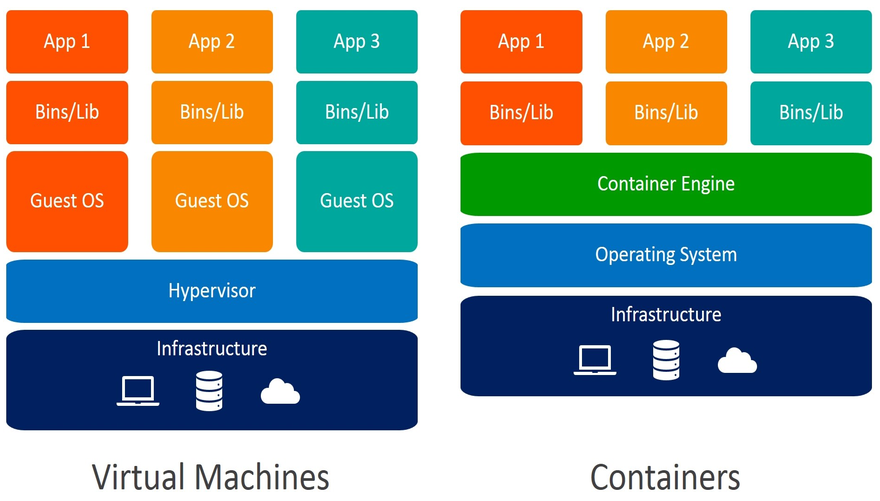 App 1
App 2
App 3
Bins/Lib
Bins/Lib
Bins/Lib
Guest OS
Guest OS
Guest OS
Hypervisor
Infrastructure
Virtual Machines
App 1
App 2
App 3
Bins/Lib
Bins/Lib
Bins/Lib
Container Engine
Operating System
Infrastructure
Containers